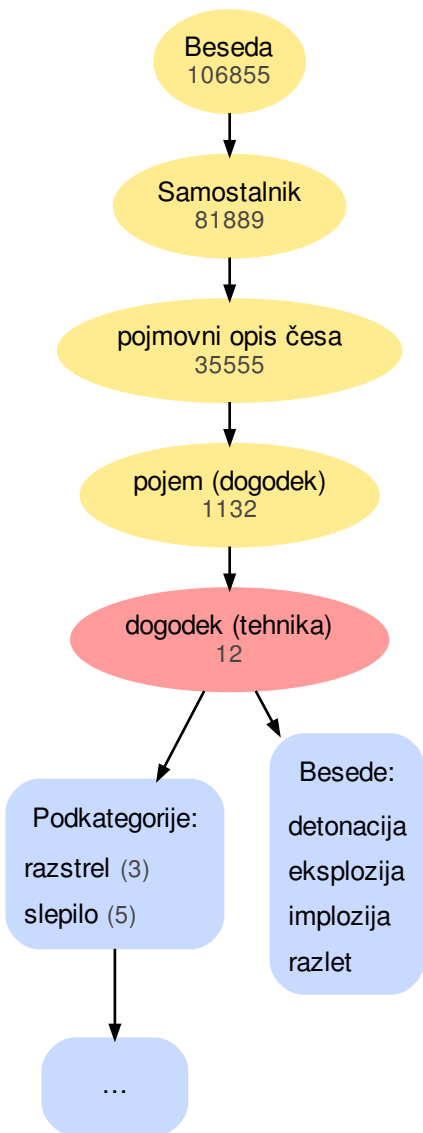 Beseda
106855
Samostalnik
81889
pojmovni opis česa
35555
pojem (dogodek)
1132
dogodek (tehnika)
12
Podkategorije:
razstrel (3)
slepilo (5)
...
Besede:
detonacija
eksplozija
implozija
razlet